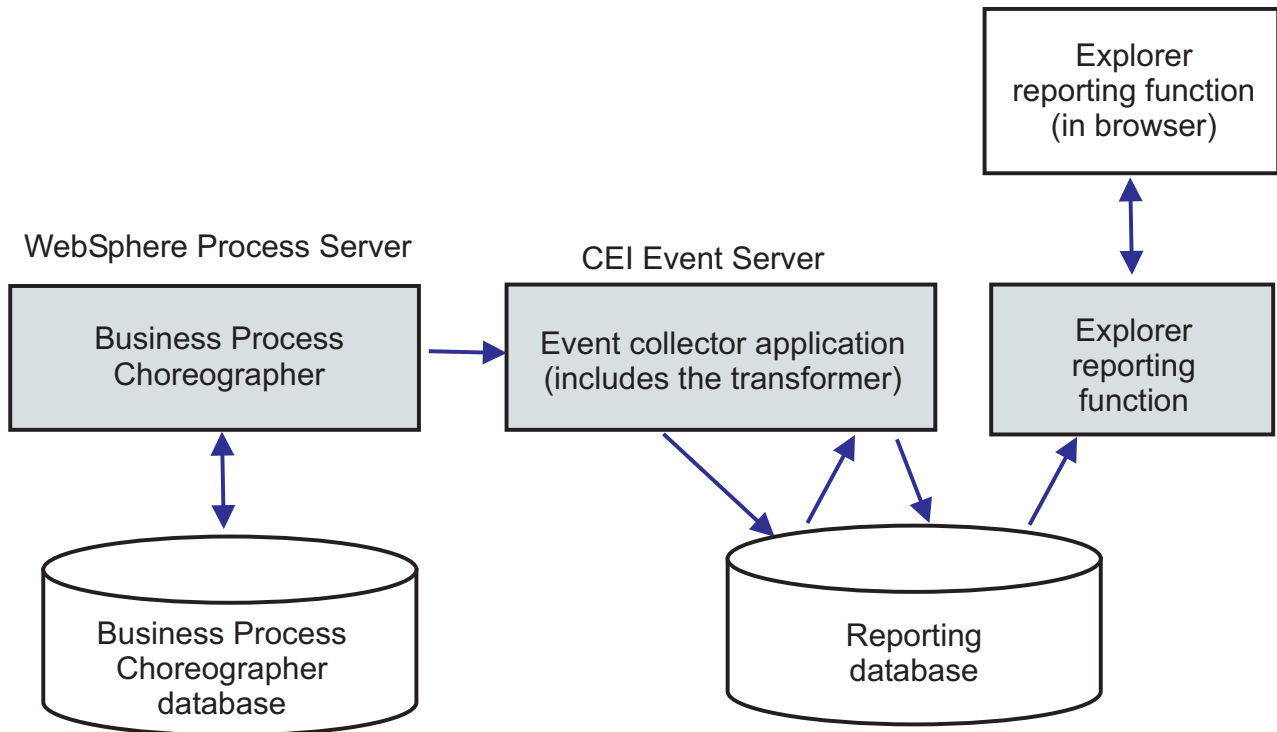 Explorer
reporting function
(in browser)
WebSphere Process Server
CEI Event Server
Business Process
Choreographer
Event collector application
(includes the transformer)
Explorer
reporting
function
Business Process
Choreographer
database
Reporting
database